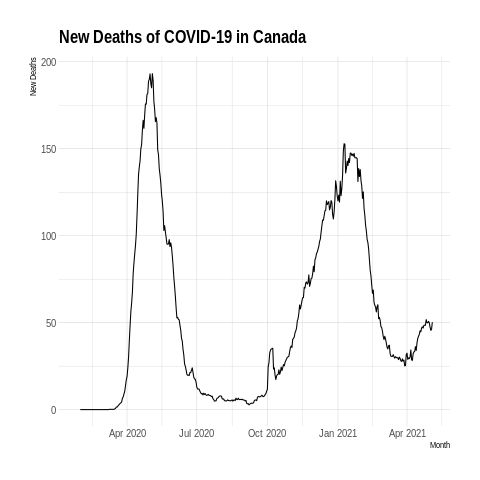 New Deaths of COVID-19 in Canada
New Deaths
200
150
100
50
0
Apr 2020 Jul 2020 Oct 2020 Jan 2021 Apr 2021
Month